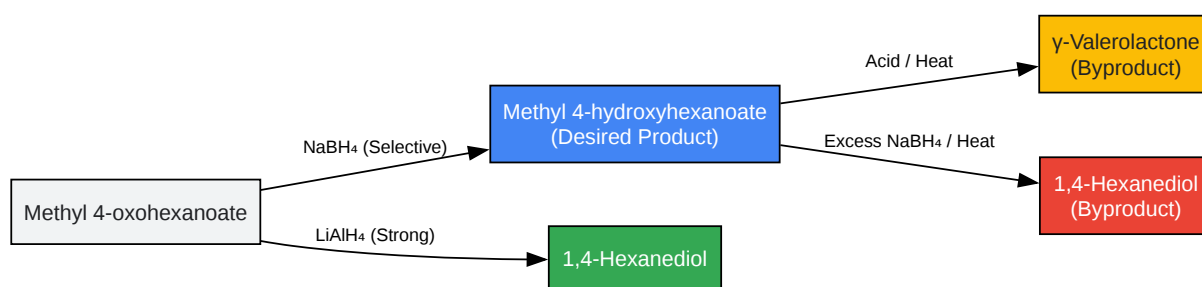 γ-Valerolactone
(Byproduct)
Acid / Heat
Methyl 4-hydroxyhexanoate
(Desired Product)
Excess NaBH₄ / Heat
NaBH₄ (Selective)
1,4-Hexanediol
(Byproduct)
Methyl 4-oxohexanoate
LiAlH₄ (Strong)
1,4-Hexanediol